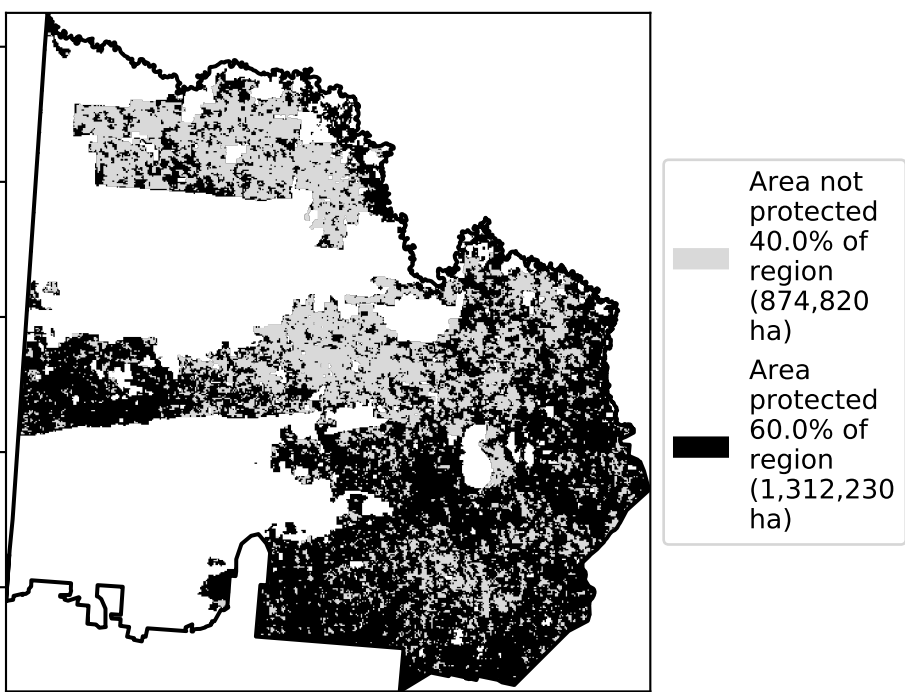 Area not
protected
40.0% of
region
(874,820
ha)
Area
protected
60.0% of
region
(1,312,230
ha)